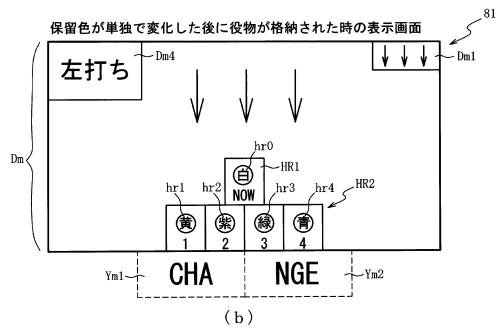 保留色が単独で変化した後に役物が格納された時の表示画面
81
左打ち
Dm4
Dm1
Dm
hr0
HR1
白
NOW
hr1
hr2
hr3
hr4
HR2
黄
紫
緑
青
1
2
3
4
Ym1
CHA
NGE
Ym2
(b)